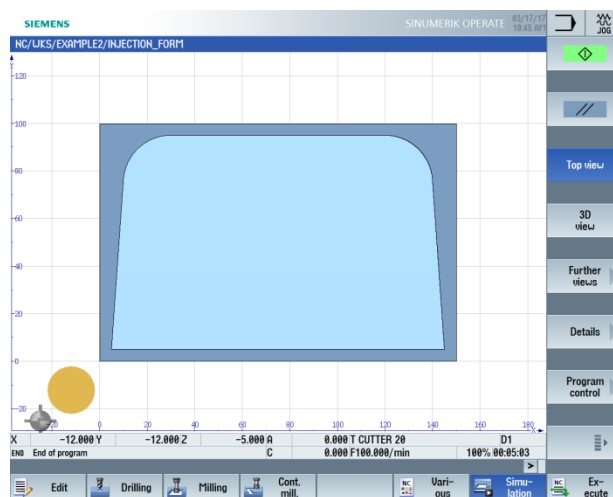 SIEMENS
SINUMERIK OPERATE
03/17/17
10:45 AM
JOG
NC/WKS/EXAMPLE2/INJECTION_FORM
Y
120
100
80
60
40
20
0
-20
-20 0 20 40 60 80 100 120 140 160 180
X
Top view
3D
view
Further
views
Details
Program
control
X -12.000 Y -12.000 Z -5.000 A 0.000 T CUTTER 20 D1
END End of program C 0.000 F100.000/min 100% 00:05:03
>
Edit
Drilling
Milling
Cont.
mill.
NC
Vari-
ous
Simu-
lation
NC
Ex-
ecute